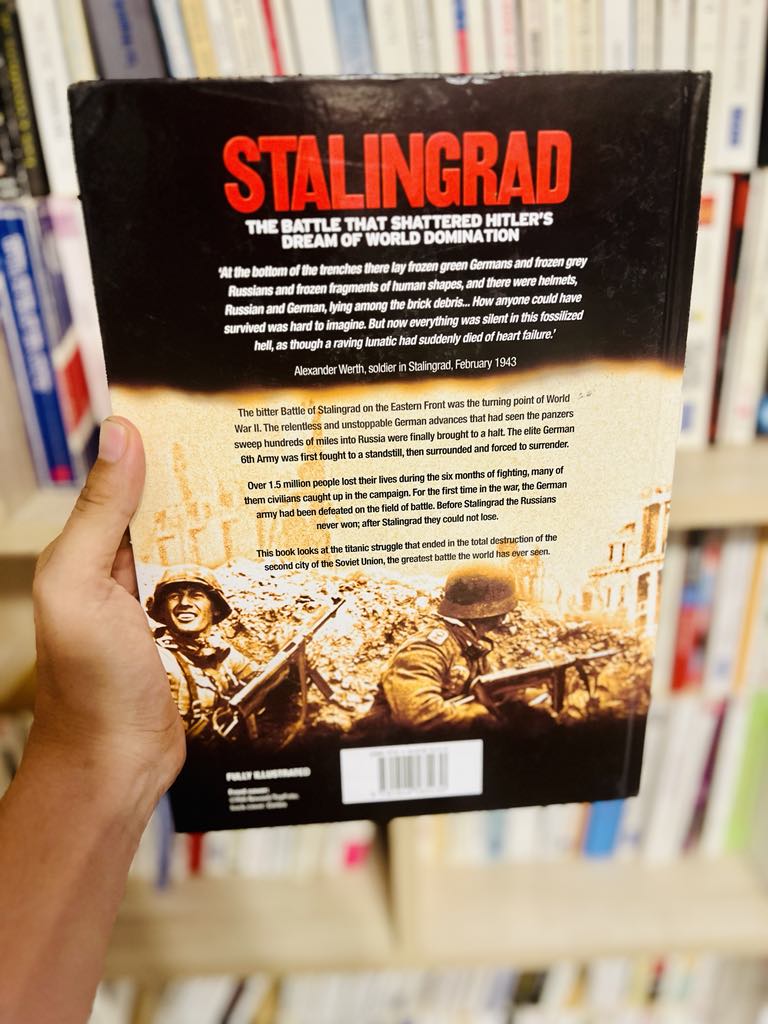 STALINGRAD
THE BATTLE THAT SHATTERED HITLER'S
DREAM OF WORLD DOMINATION
'At the bottom of the trenches there lay frozen green Germans and frozen grey
Russians and frozen fragments of human shapes, and there were helmets,
Russian and German, lying among the brick debris... How anyone could have
survived was hard to imagine. But now everything was silent in this fossilized
hell, as though a raving lunatic had suddenly died of heart failure.'
Alexander Werth, soldier in Stalingrad, February 1943
The bitter Battle of Stalingrad on the Eastern Front was the turning point of World
War II. The relentless and unstoppable German advances that had seen the panzers
sweep hundreds of miles into Russia were finally brought to a halt. The elite German
6th Army was first fought to a standstill, then surrounded and forced to surrender.
Over 1.5 million people lost their lives during the six months of fighting, many of
them civilians caught up in the campaign. For the first time in the war, the German
army had been defeated on the field of battle. Before Stalingrad the Russians
never won; after Stalingrad they could not lose.
This book looks at the titanic struggle that ended in the total destruction of the
second city of the Soviet Union, the greatest battle the world has ever seen.
FULLY ILLUSTRATED